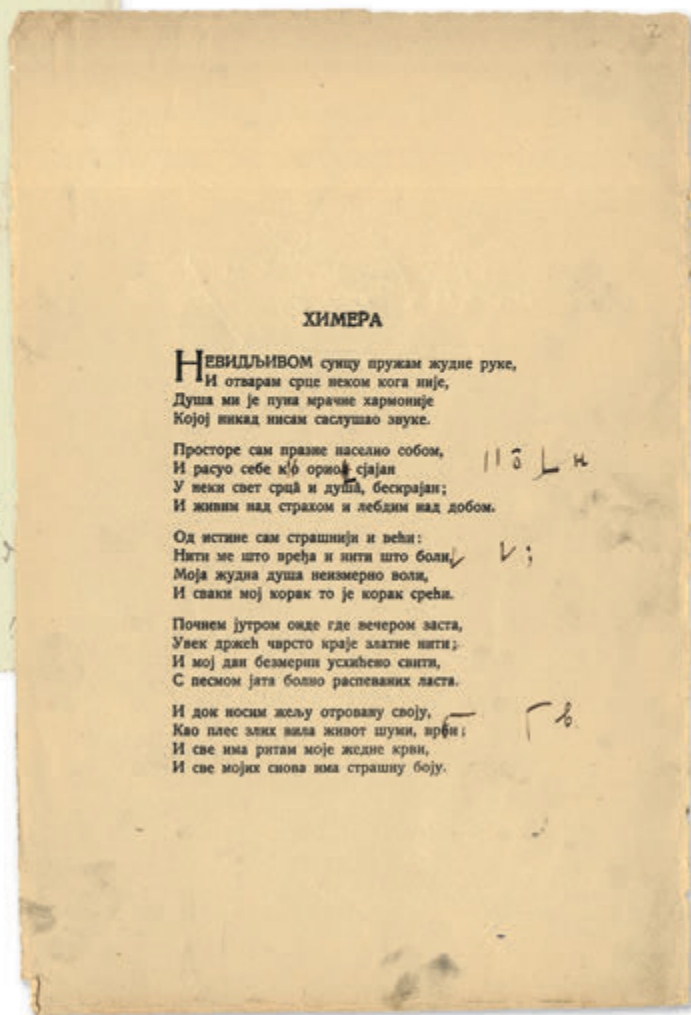 2
ХИМЕРА
НЕВИДЉИВОМ сунцу пружам жудне руке,
И отварам срце неком кога није,
Душа ми је пуна мрачне хармоније
Којој никад нисам саслушао звуке.
Просторе сам празне населио собом,
И расуо себе к'о сјајан
У неки свет срца̂ и душа̂, бескрајан;
И живим над страхом и лебдим над добом.
Од истине сам страшнији и већи:
Нити ме што вређа и нити што боли,
Моја жудна душа неизмерно воли,
И сваки мој корак то је корак срећи.
Почнем јутром онде где вечером заста,
Увек држећ чврсто краје златне нити;
И мој дан безмерни усхићено свити,
С песмом јата болно распеваних ласта.
И док носим жељу отровану своју,
Као плес злих вила живот шуми, врви;
И све има ритам моје жедне крви,
И све мојих снова има страшну боју.